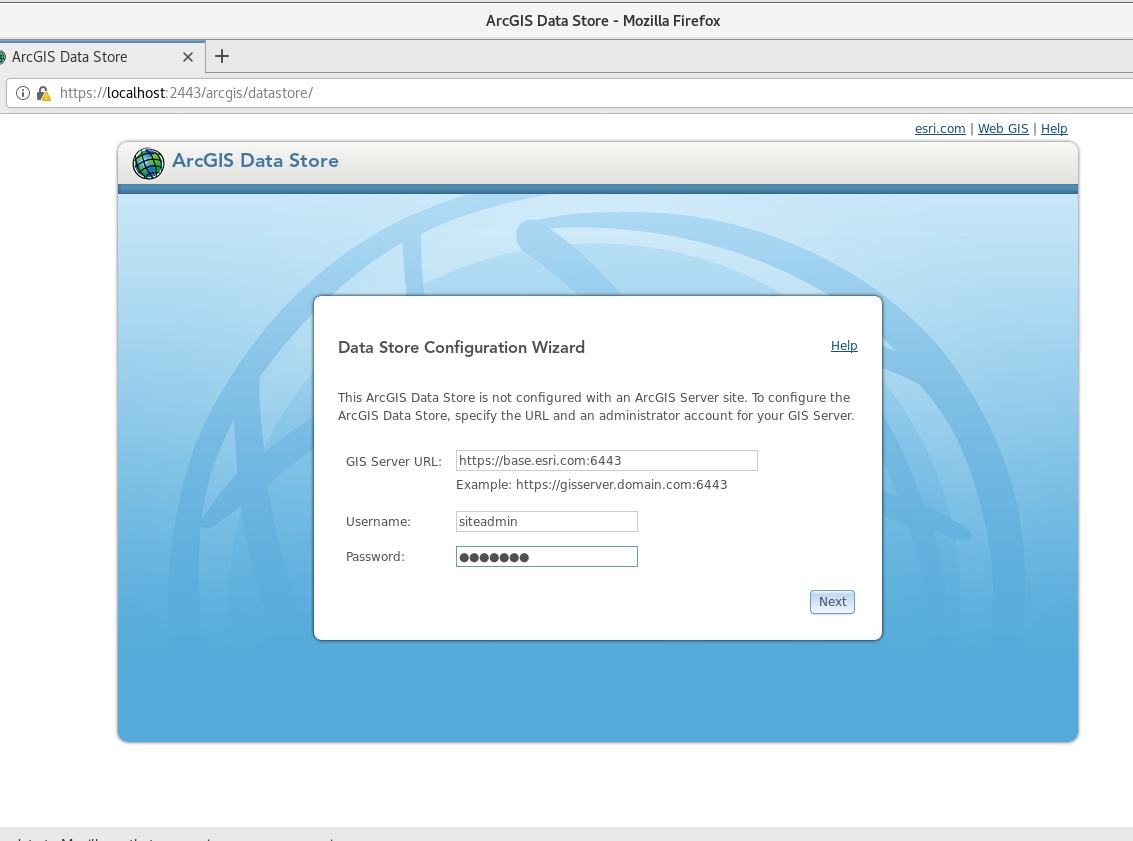 ArcGIS Data Store - Mozilla Firefox
ArcGIS Data Store
https://localhost:2443/arcgis/datastore/
esri.com | Web GIS | Help
ArcGIS Data Store
Data Store Configuration Wizard Help
This ArcGIS Data Store is not configured with an ArcGIS Server site. To configure the
ArcGIS Data Store, specify the URL and an administrator account for your GIS Server.
GIS Server URL: https://base.esri.com:6443
Example: https://gisserver.domain.com:6443
Username: siteadmin
Password: ●●●●●●●
Next